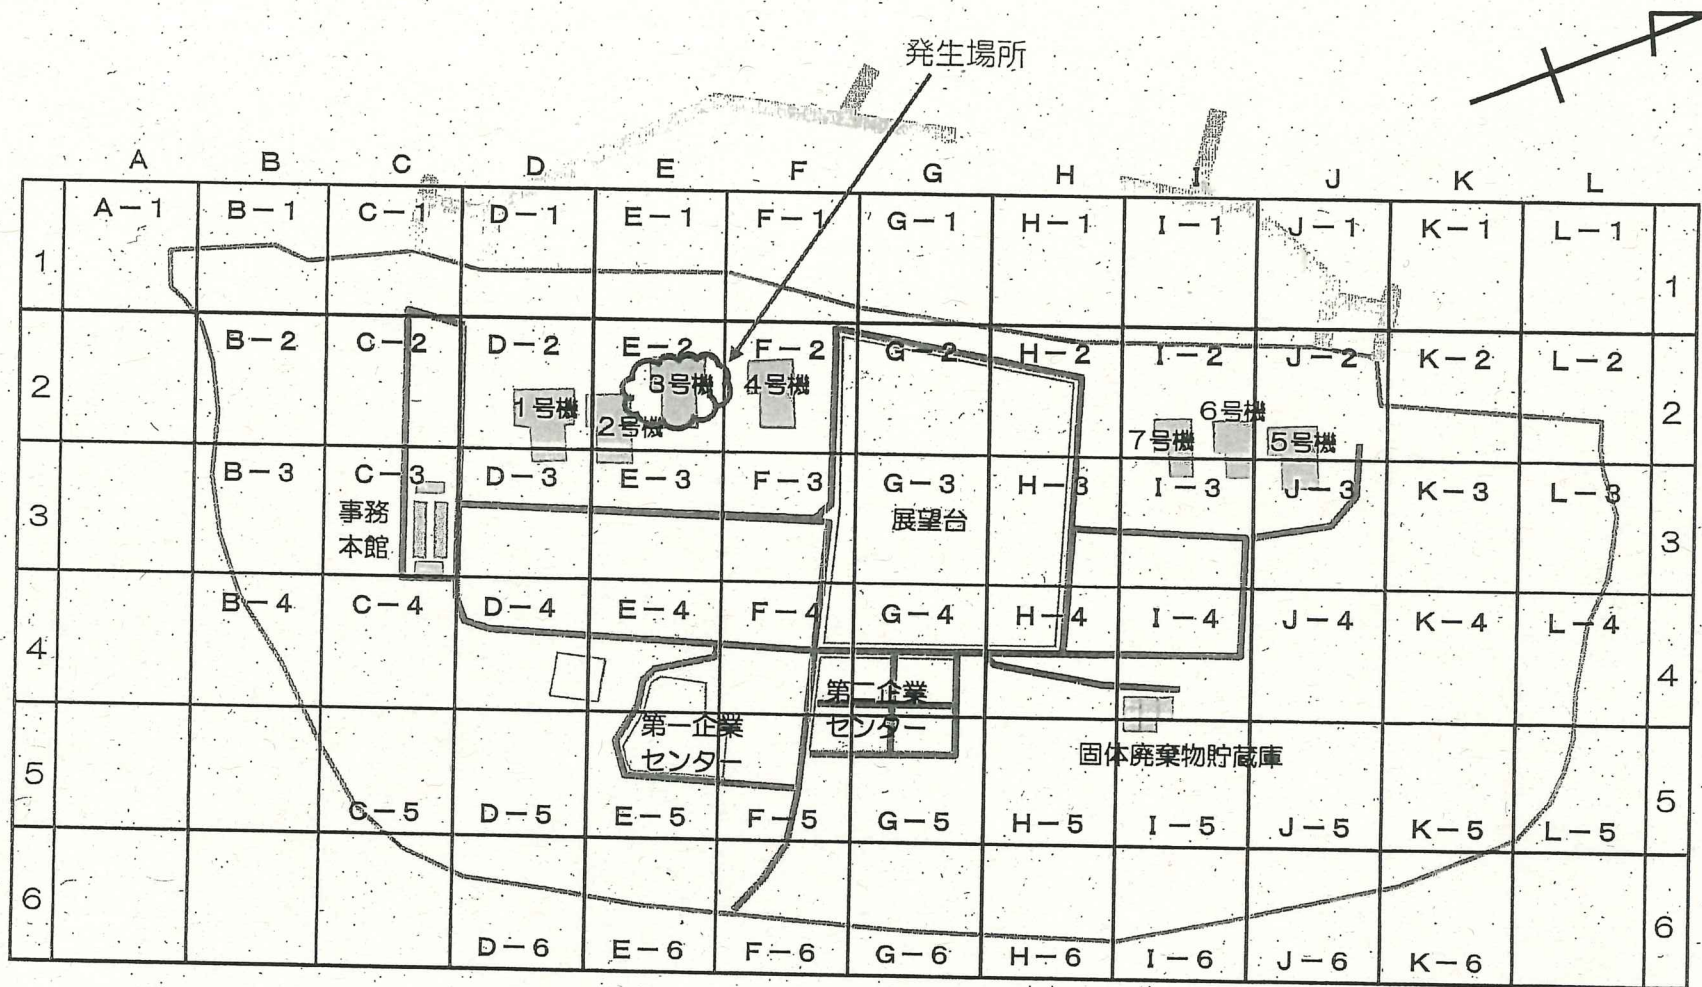 発生場所
A B C D E F G H I J K L
1 A-1 B-1 C-1 D-1 E-1 F-1 G-1 H-1 I-1 J-1 K-1 L-1 1
B-2 C-2 D-2 E-2 F-2 G-2 H-2 I-2 J-2 K-2 L-2
2 3号機 4号機 2
1号機 6号機
2号機 7号機 5号機
B-3 C-3 D-3 E-3 F-3 G-3 H-3 I-3 J-3 K-3 L-3
3 事務 展望台 3
本館
B-4 C-4 D-4 E-4 F-4 G-4 H-4 I-4 J-4 K-4 L-4
4 4
第二企業
センター
第一企業
センター
固体廃棄物貯蔵庫
5 5
C-5 D-5 E-5 F-5 G-5 H-5 I-5 J-5 K-5 L-5
6 6
D-6 E-6 F-6 G-6 H-6 I-6 J-6 K-6